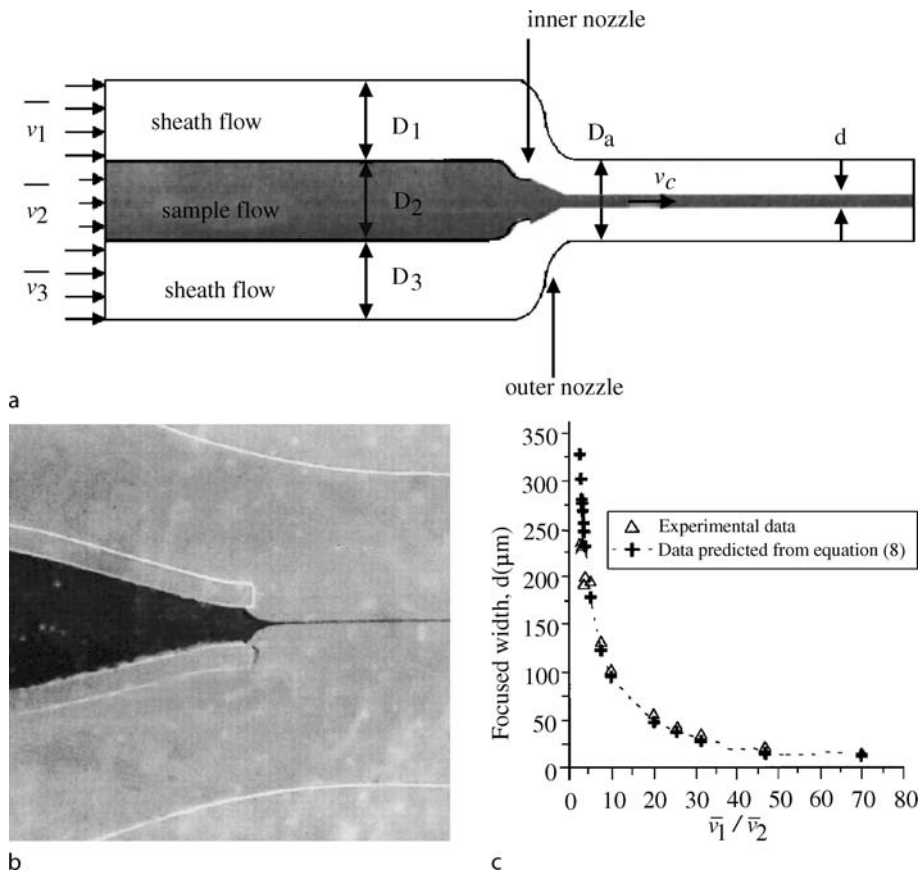 inner nozzle
v1
sheath flow
D1
Da
d
v2
sample flow
D2
vc
v3
sheath flow
D3
outer nozzle
a
b
350
300
250
200
150
100
50
0
Focused width, d(μm)
Experimental data
Data predicted from equation (8)
0 10 20 30 40 50 60 70 80
v̅1 / v̅2
c